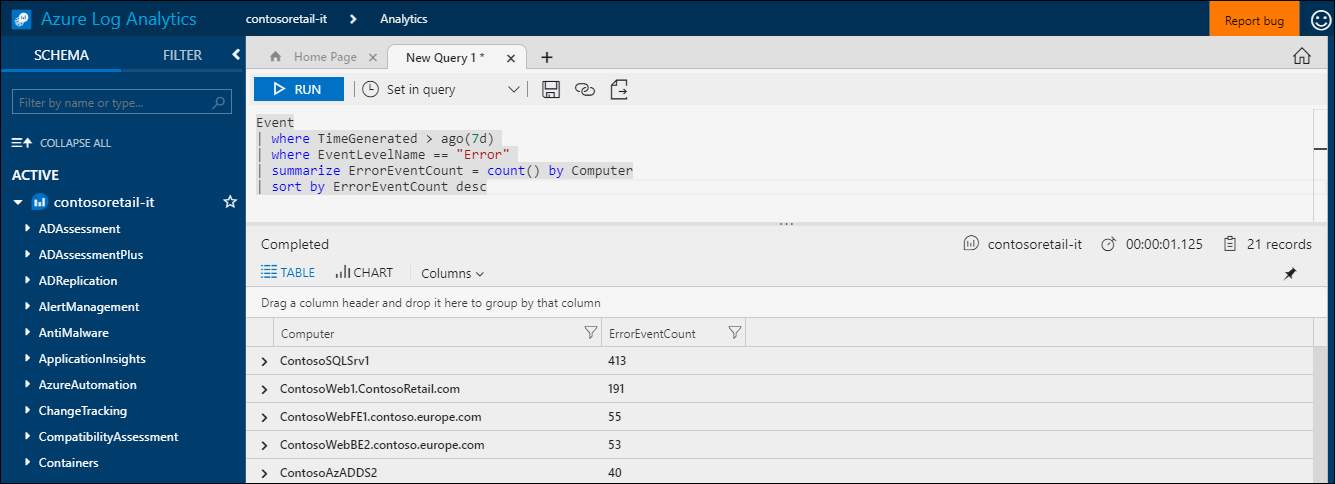 Azure Log Analytics
contosoretail-it > Analytics
Report bug
SCHEMA FILTER
Filter by name or type...
COLLAPSE ALL
ACTIVE
contosoretail-it
ADAssessment
ADAssessmentPlus
ADReplication
AlertManagement
AntiMalware
ApplicationInsights
AzureAutomation
ChangeTracking
CompatibilityAssessment
Containers
Home Page
New Query 1 *
RUN
Set in query
Event
| where TimeGenerated > ago(7d)
| where EventLevelName == "Error"
| summarize ErrorEventCount = count() by Computer
| sort by ErrorEventCount desc
Completed
contosoretail-it 00:00:01.125 21 records
TABLE CHART Columns
Drag a column header and drop it here to group by that column
Computer ErrorEventCount
ContosoSQLSrv1 413
ContosoWeb1.ContosoRetail.com 191
ContosoWebFE1.contoso.europe.com 55
ContosoWebBE2.contoso.europe.com 53
ContosoAzADDS2 40